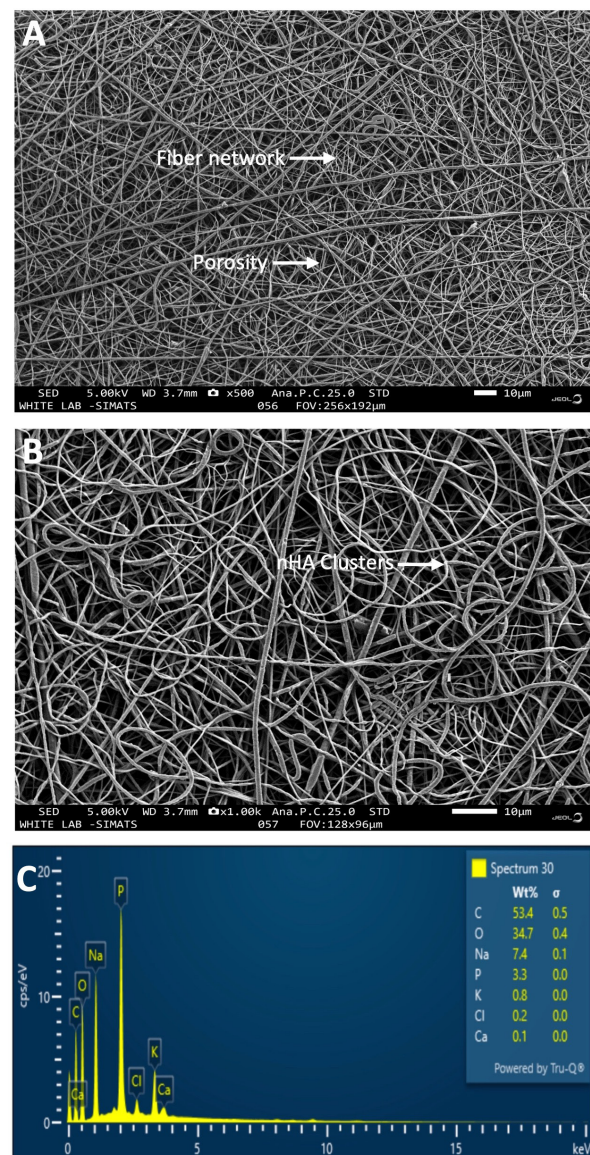 A
Fiber network
Porosity
SED 5.00kV WD 3.7mm x500 Ana.P.C.25.0 STD 10µm JEOL
WHITE LAB -SIMATS 056 FOV:256x192µm
B
nHA Clusters
SED 5.00kV WD 3.7mm x1.00k Ana.P.C.25.0 STD 10µm JEOL
WHITE LAB -SIMATS 057 FOV:128x96µm
C
20
cps/eV
10
0
Ca
C
O
Na
P
Cl
K
Ca
Spectrum 30
Wt% σ
C 53.4 0.5
O 34.7 0.4
Na 7.4 0.1
P 3.3 0.0
K 0.8 0.0
Cl 0.2 0.0
Ca 0.1 0.0
Powered by Tru-Q®
0 5 10 15 keV